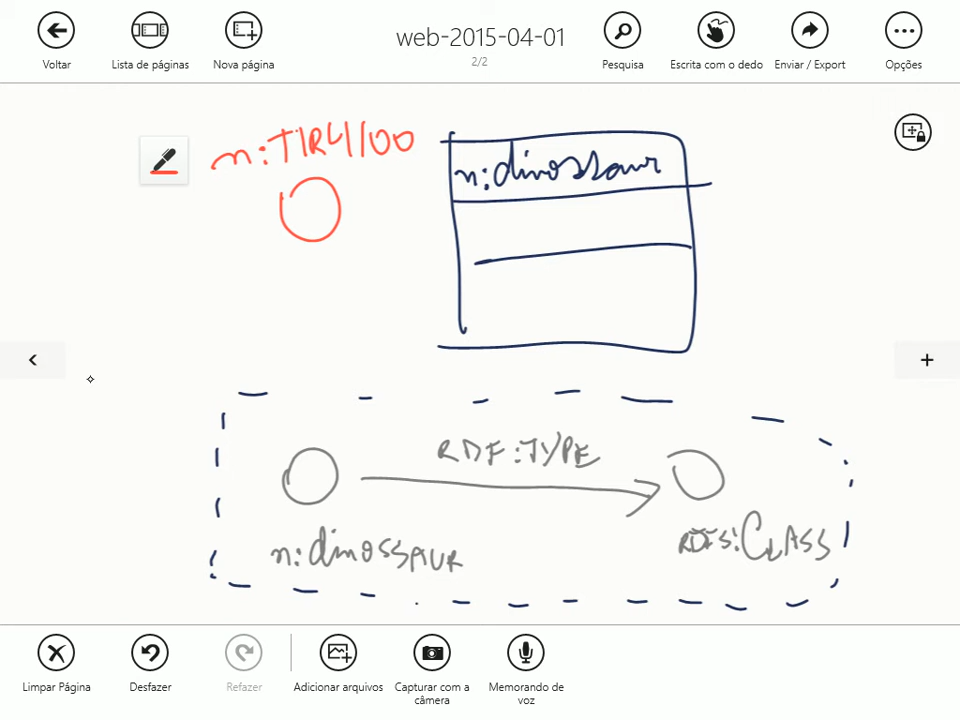 web-2015-04-01
2/2
Voltar
Lista de páginas
Nova página
Pesquisa
Escrita com o dedo
Enviar / Export
Opções
n:TIR4100
n:dinossaur
RDF:TYPE
n:dinossAUR
RDFS:CLASS
Limpar Página
Desfazer
Refazer
Adicionar arquivos
Capturar com a
câmera
Memorando de
voz